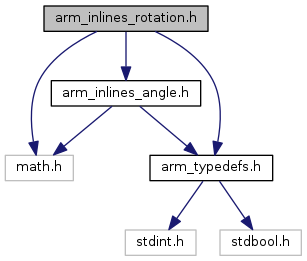 arm_inlines_rotation.h
arm_inlines_angle.h
math.h
arm_typedefs.h
stdint.h
stdbool.h